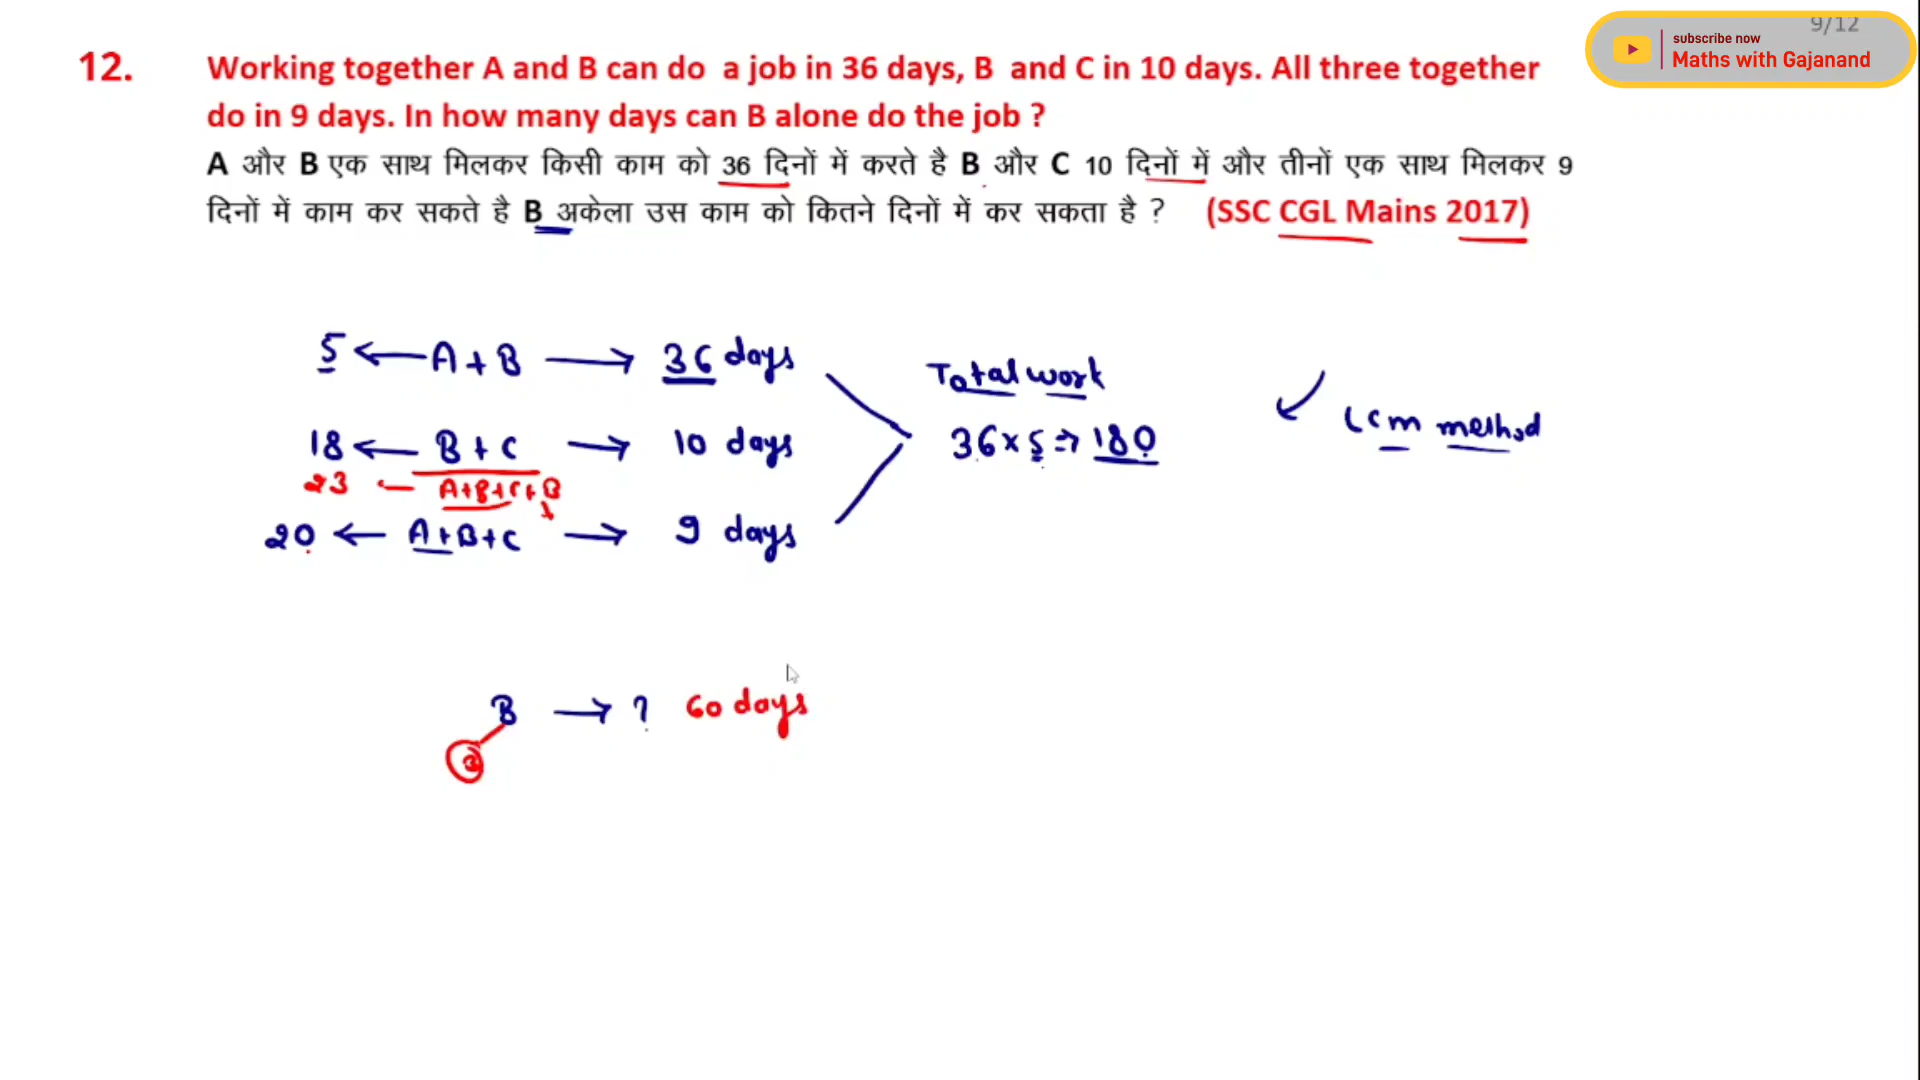 9/12
subscribe now
Maths with Gajanand
12. Working together A and B can do a job in 36 days, B and C in 10 days. All three together
do in 9 days. In how many days can B alone do the job ?
A और B एक साथ मिलकर किसी काम को 36 दिनों में करते है B और C 10 दिनों में और तीनों एक साथ मिलकर 9
दिनों में काम कर सकते है B अकेला उस काम को कितने दिनों में कर सकता है ? (SSC CGL Mains 2017)
5 ← A + B → 36 days
Total work
LCM method
18 ← B + C → 10 days
36 × 5 ⇒ 180
23 ← A+B+C+B
20 ← A+B+C → 9 days
B → ? 60 days
3